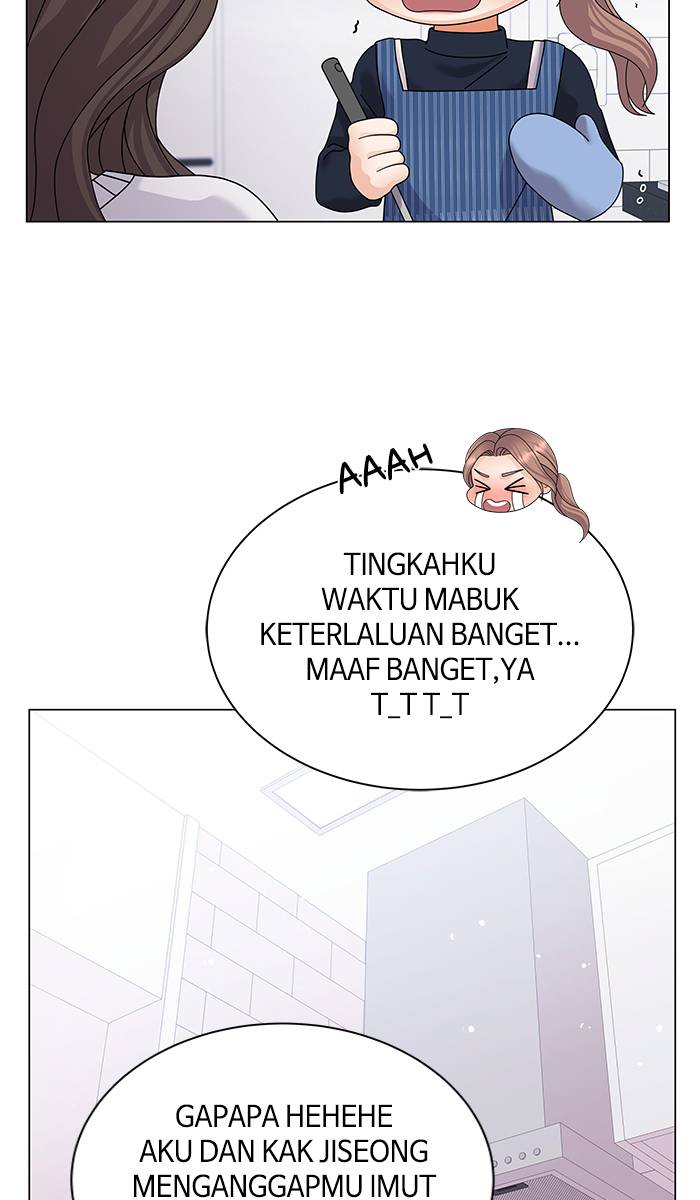 AAAH
TINGKAHKU
WAKTU MABUK
KETERLALUAN BANGET...
MAAF BANGET,YA
T_T T_T
GAPAPA HEHEHE
AKU DAN KAK JISEONG
MENGANGGAPMU IMUT